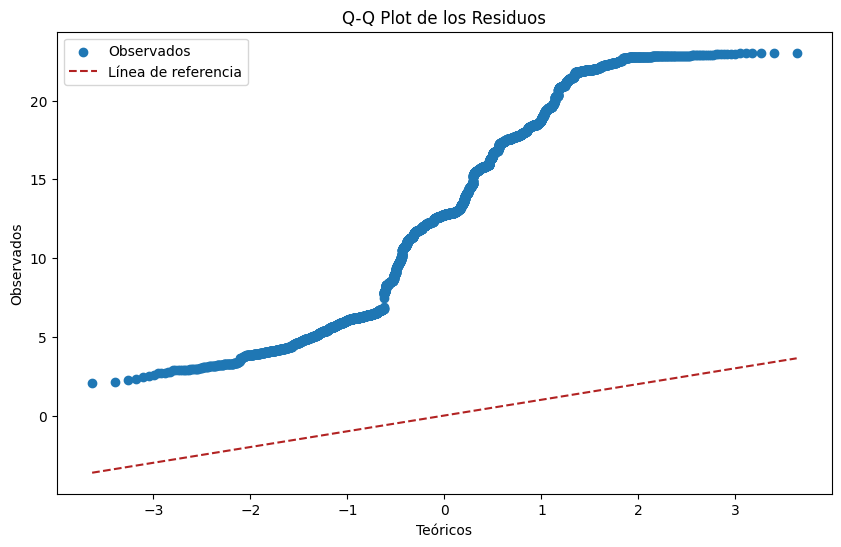 Q-Q Plot de los Residuos
Observados
Línea de referencia
Observados
20
15
10
5
0
−3
−2
−1
0
1
2
3
Teóricos